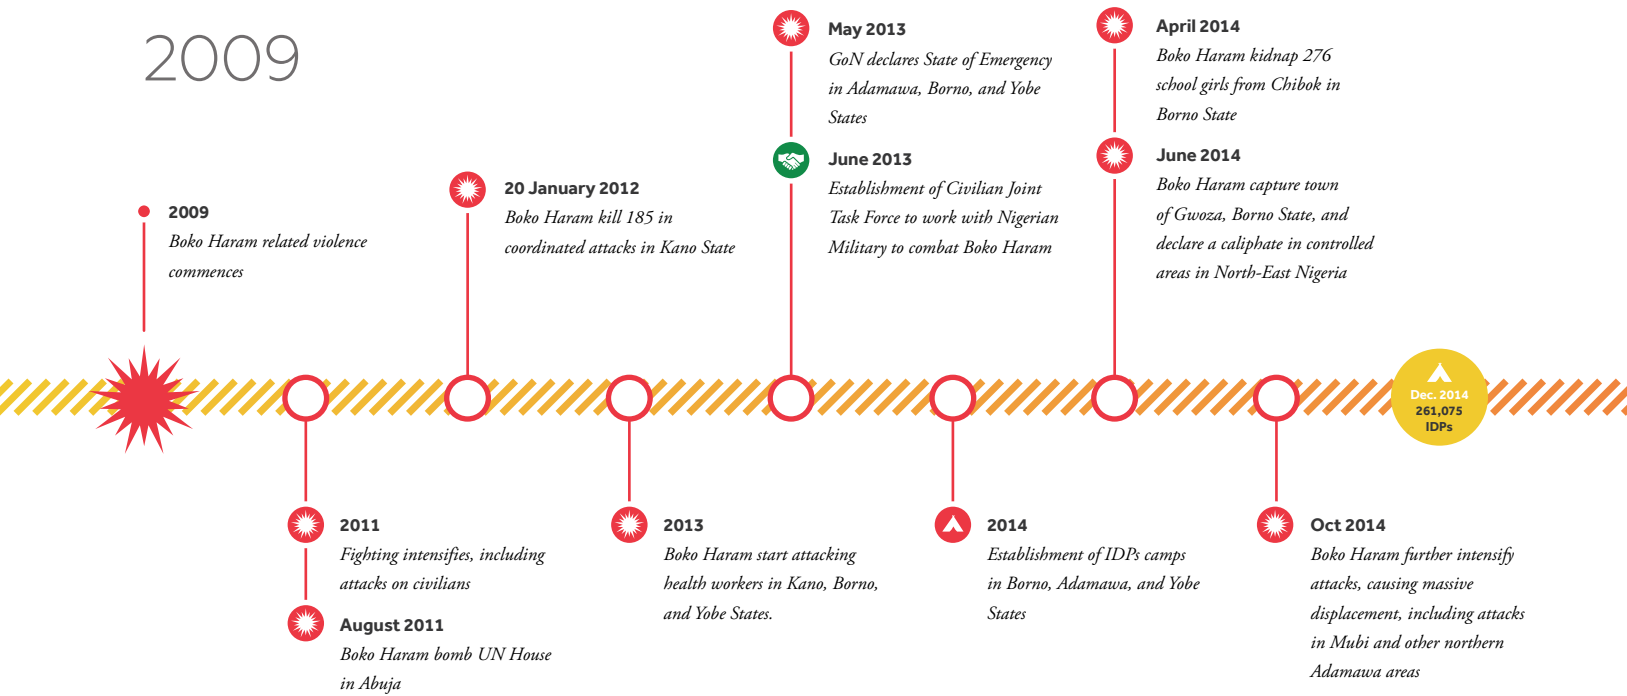 2009
2009
Boko Haram related violence
commences
2011
Fighting intensifies, including
attacks on civilians
August 2011
Boko Haram bomb UN House
in Abuja
20 January 2012
Boko Haram kill 185 in
coordinated attacks in Kano State
2013
Boko Haram start attacking
health workers in Kano, Borno,
and Yobe States.
May 2013
GoN declares State of Emergency
in Adamawa, Borno, and Yobe
States
June 2013
Establishment of Civilian Joint
Task Force to work with Nigerian
Military to combat Boko Haram
2014
Establishment of IDPs camps
in Borno, Adamawa, and Yobe
States
April 2014
Boko Haram kidnap 276
school girls from Chibok in
Borno State
June 2014
Boko Haram capture town
of Gwoza, Borno State, and
declare a caliphate in controlled
areas in North-East Nigeria
Oct 2014
Boko Haram further intensify
attacks, causing massive
displacement, including attacks
in Mubi and other northern
Adamawa areas
Dec. 2014
261,075
IDPs